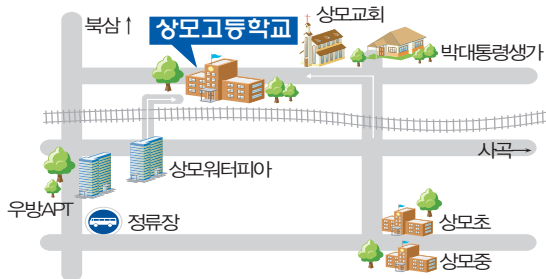 북삼↑
상모고등학교
상모교회
박대통령생가
사곡→
상모워터피아
우방APT
정류장
상모초
상모중